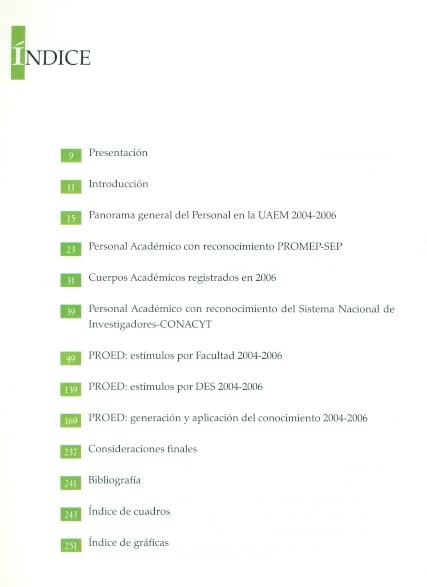 ÍNDICE
9 Presentación
11 Introducción
15 Panorama general del Personal en la UAEM 2004-2006
23 Personal Académico con reconocimiento PROMEP-SEP
31 Cuerpos Académicos registrados en 2006
39 Personal Académico con reconocimiento del Sistema Nacional de
Investigadores-CONACYT
49 PROED: estímulos por Facultad 2004-2006
139 PROED: estímulos por DES 2004-2006
169 PROED: generación y aplicación del conocimiento 2004-2006
237 Consideraciones finales
241 Bibliografía
243 Índice de cuadros
251 Índice de gráficas